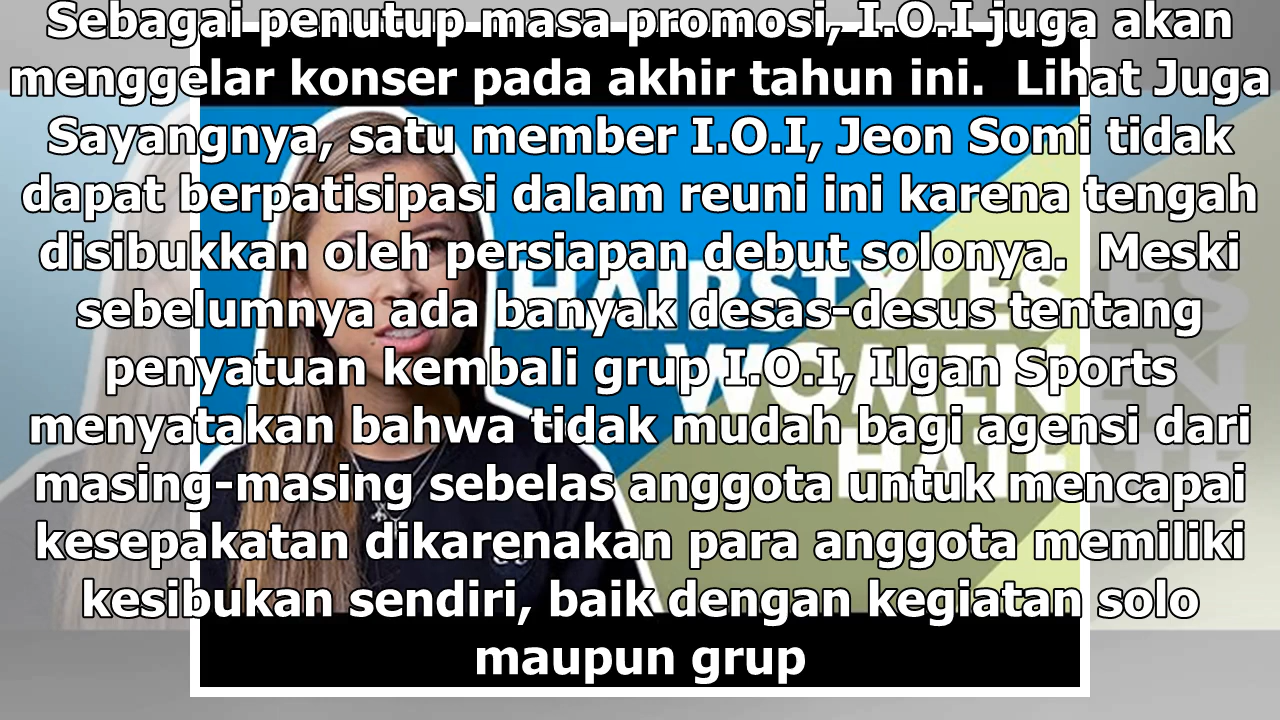 Sebagai penutup masa promosi, I.O.I juga akan
menggelar konser pada akhir tahun ini. Lihat Juga
Sayangnya, satu member I.O.I, Jeon Somi tidak
dapat berpatisipasi dalam reuni ini karena tengah
disibukkan oleh persiapan debut solonya. Meski
sebelumnya ada banyak desas-desus tentang
penyatuan kembali grup I.O.I, Ilgan Sports
menyatakan bahwa tidak mudah bagi agensi dari
masing-masing sebelas anggota untuk mencapai
kesepakatan dikarenakan para anggota memiliki
kesibukan sendiri, baik dengan kegiatan solo
maupun grup
HAIRSTYLES
WOMEN
HAIR